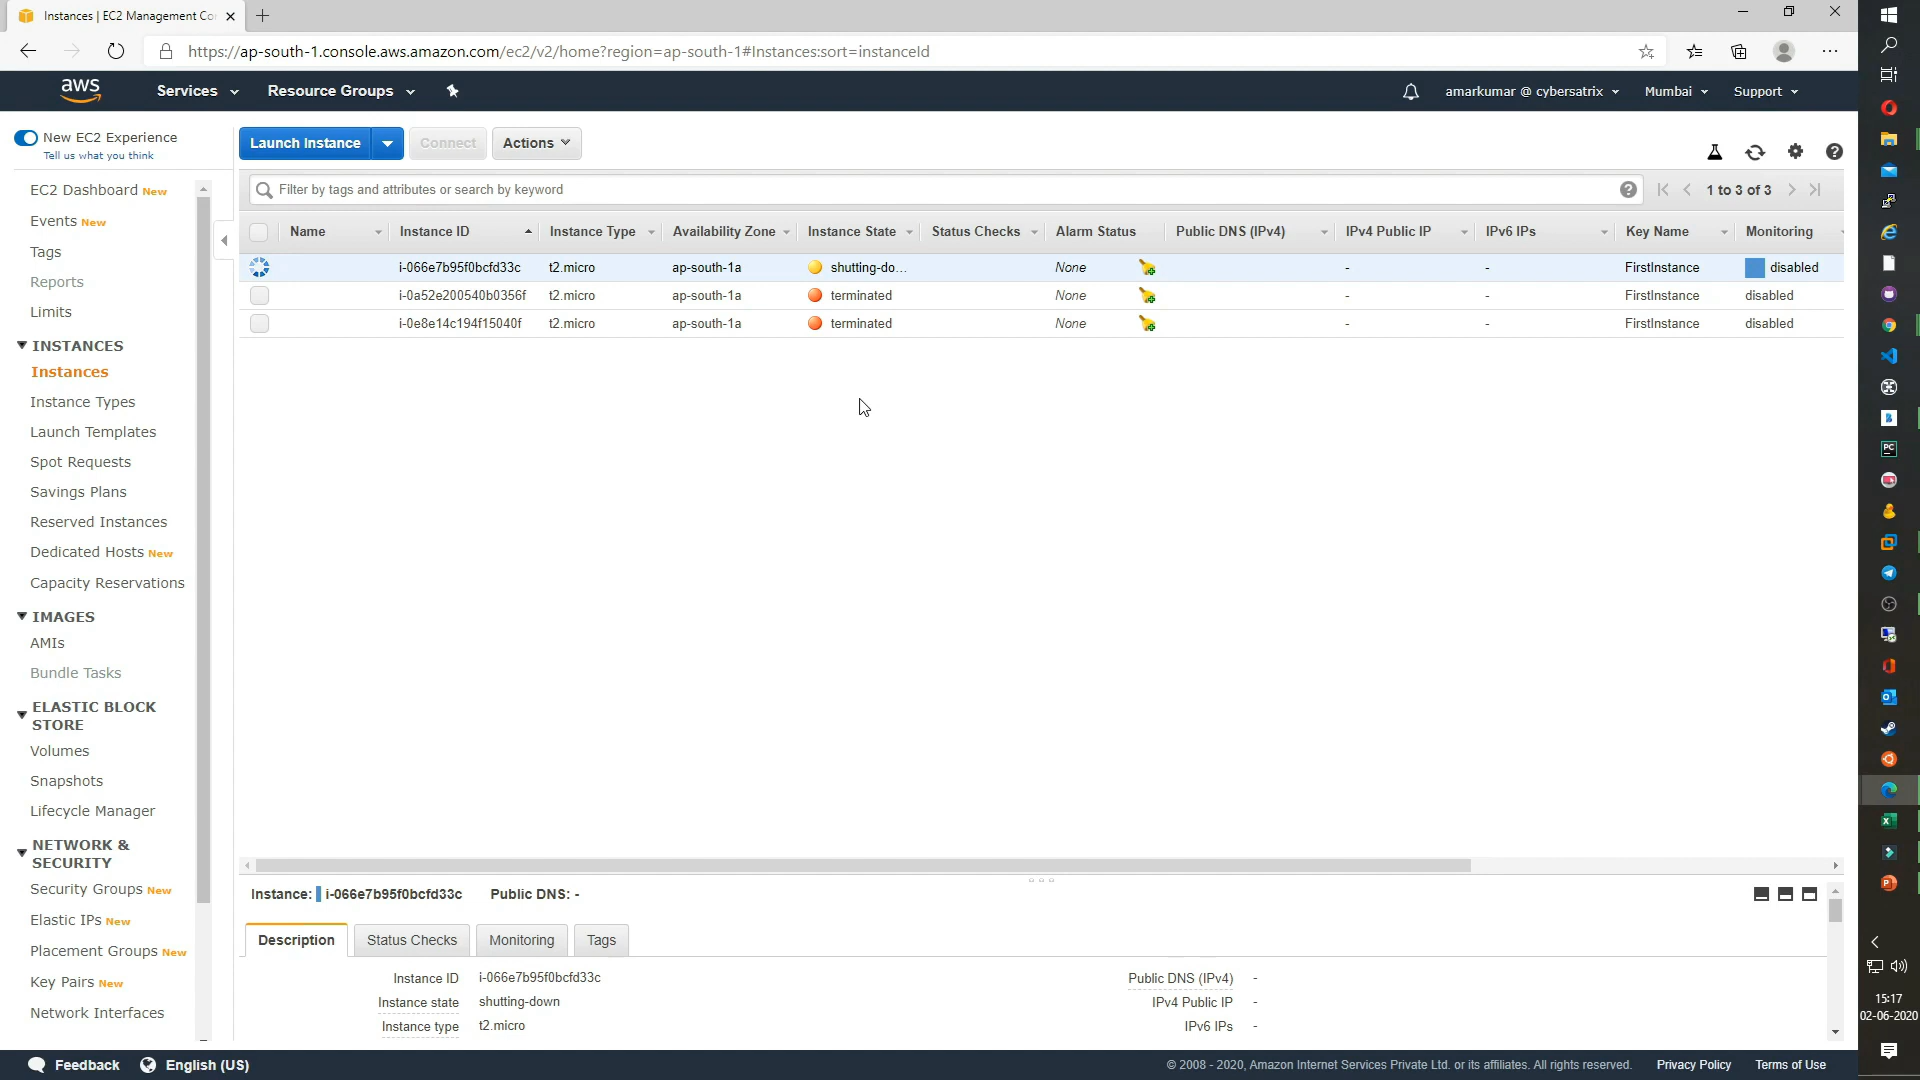 Instances | EC2 Management Co
https://ap-south-1.console.aws.amazon.com/ec2/v2/home?region=ap-south-1#Instances:sort=instanceId
aws
Services
Resource Groups
amarkumar @ cybersatrix
Mumbai
Support
New EC2 Experience
Tell us what you think
EC2 Dashboard New
Events New
Tags
Reports
Limits
INSTANCES
Instances
Instance Types
Launch Templates
Spot Requests
Savings Plans
Reserved Instances
Dedicated Hosts New
Capacity Reservations
IMAGES
AMIs
Bundle Tasks
ELASTIC BLOCK
STORE
Volumes
Snapshots
Lifecycle Manager
NETWORK &
SECURITY
Security Groups New
Elastic IPs New
Placement Groups New
Key Pairs New
Network Interfaces
Launch Instance
Connect
Actions
Filter by tags and attributes or search by keyword
1 to 3 of 3
Name Instance ID Instance Type Availability Zone Instance State Status Checks Alarm Status Public DNS (IPv4) IPv4 Public IP IPv6 IPs Key Name Monitoring
i-066e7b95f0bcfd33c t2.micro ap-south-1a shutting-do... None - - FirstInstance disabled
i-0a52e200540b0356f t2.micro ap-south-1a terminated None - - FirstInstance disabled
i-0e8e14c194f15040f t2.micro ap-south-1a terminated None - - FirstInstance disabled
Instance: i-066e7b95f0bcfd33c Public DNS: -
Description
Status Checks
Monitoring
Tags
Instance ID i-066e7b95f0bcfd33c
Instance state shutting-down
Instance type t2.micro
Public DNS (IPv4) -
IPv4 Public IP -
IPv6 IPs -
Feedback
English (US)
© 2008 - 2020, Amazon Internet Services Private Ltd. or its affiliates. All rights reserved.
Privacy Policy
Terms of Use
15:17
02-06-2020